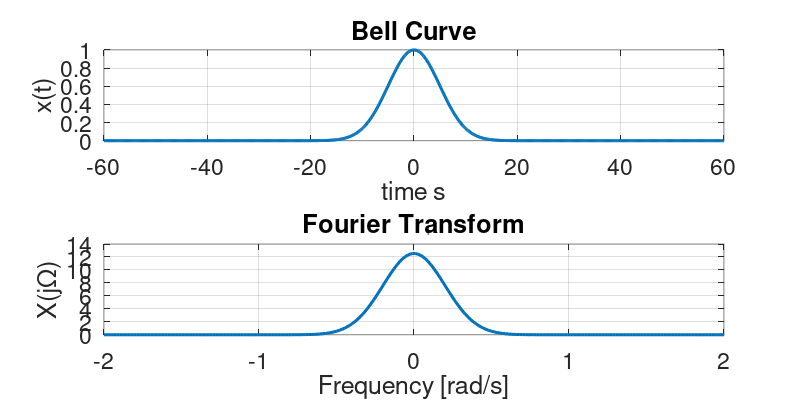 Bell Curve
1
0.8
0.6
0.4
0.2
0
x(t)
-60 -40 -20 0 20 40 60
time s
Fourier Transform
14
12
10
8
6
4
2
0
X(jΩ)
-2 -1 0 1 2
Frequency [rad/s]